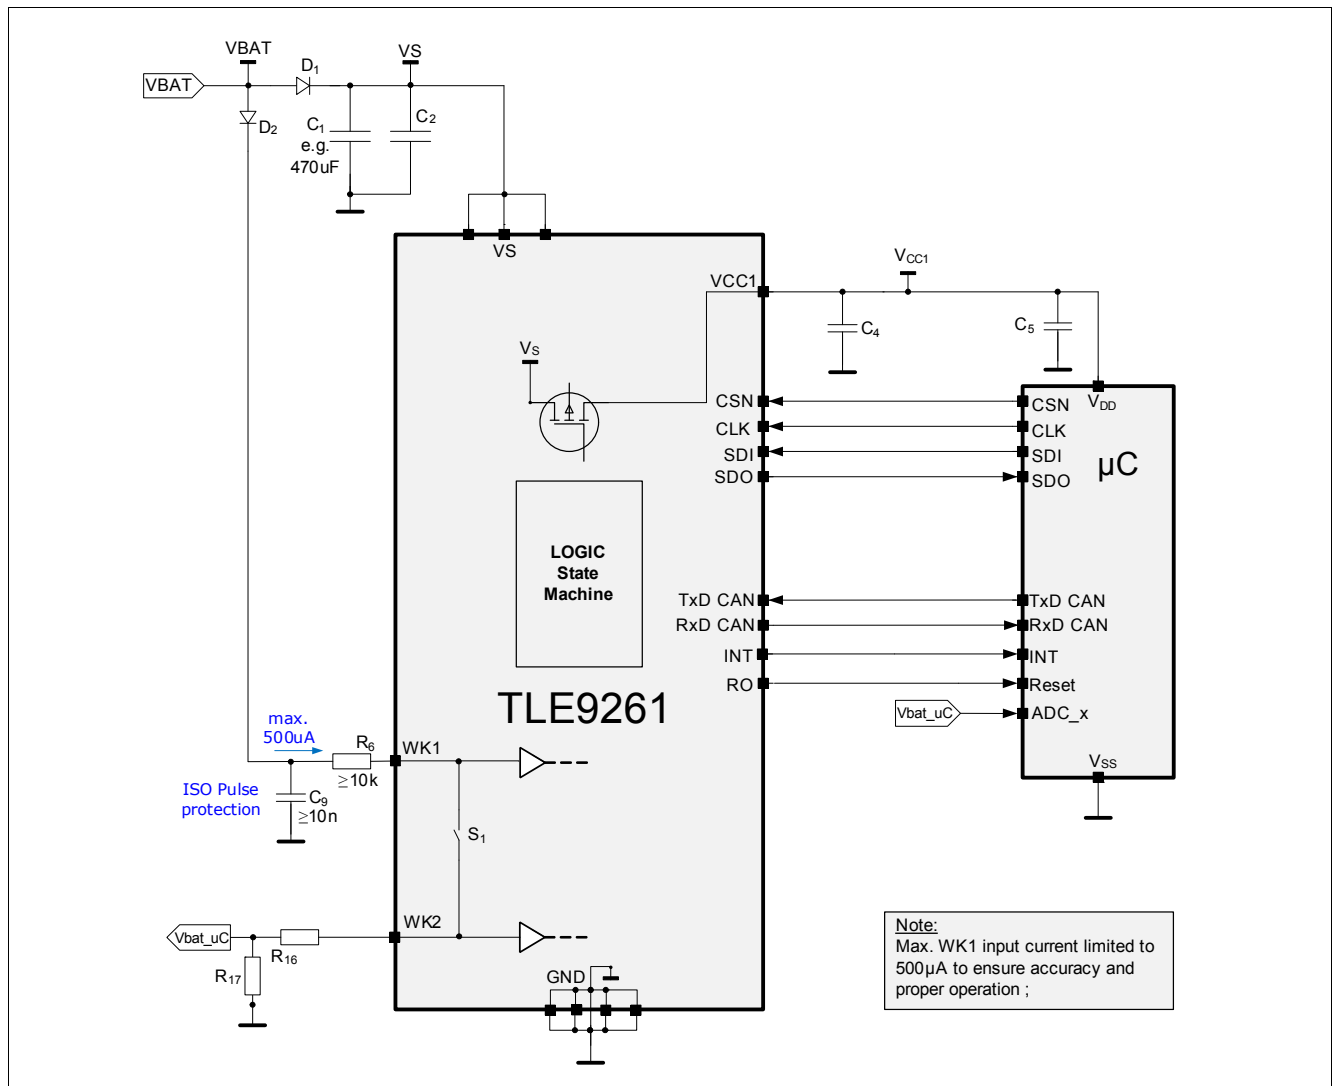 VBAT
VS
VBAT
D1
D2
C1
e.g.
470uF
C2
VS
VCC1
VCC1
C4
C5
VS
CSN
CLK
SDI
SDO
CSN
VDD
CLK
SDI
SDO
µC
LOGIC
State
Machine
TxD CAN
RxD CAN
INT
RO
TxD CAN
RxD CAN
INT
Reset
Vbat_uC
ADC_x
VSS
TLE9261
max.
500uA
R6
≥10k
WK1
ISO Pulse
protection
C9
≥10n
S1
WK2
Vbat_uC
R16
R17
GND
Note:
Max. WK1 input current limited to
500µA to ensure accuracy and
proper operation ;